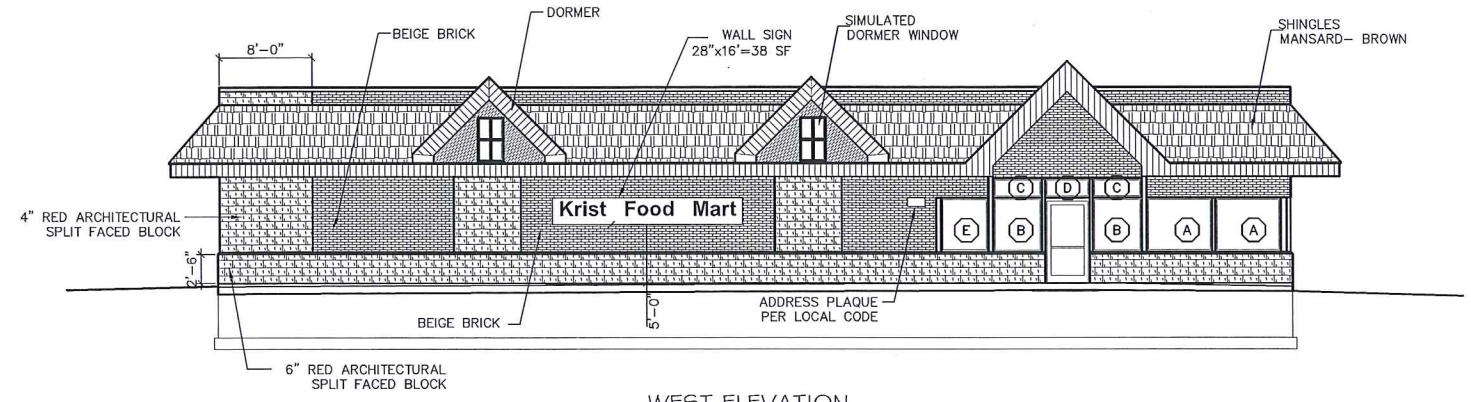 DORMER
BEIGE BRICK
WALL SIGN
28"x16'=38 SF
SIMULATED
DORMER WINDOW
SHINGLES
MANSARD- BROWN
8'-0"
C D C
4" RED ARCHITECTURAL
SPLIT FACED BLOCK
Krist Food Mart
E B B A A
2'-6"
ADDRESS PLAQUE
PER LOCAL CODE
BEIGE BRICK
5'-0"
6" RED ARCHITECTURAL
SPLIT FACED BLOCK
WEST ELEVATION